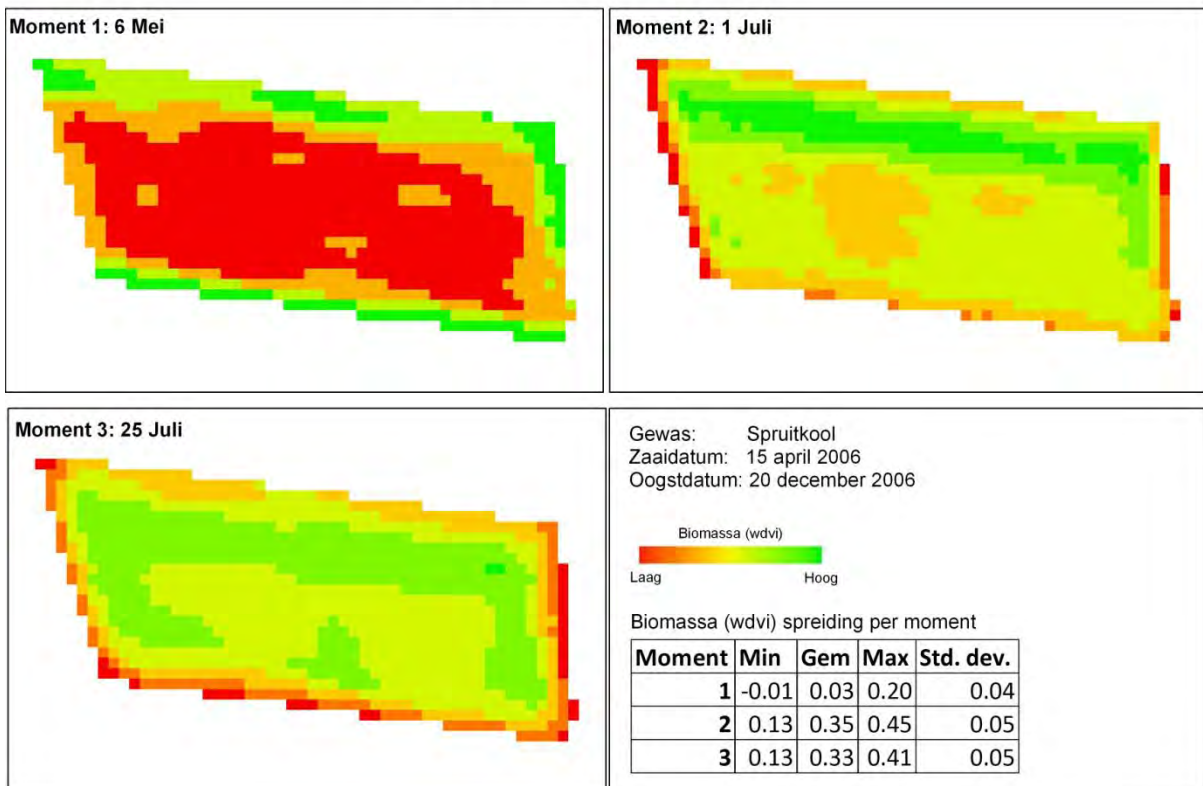 Moment 1: 6 Mei
Moment 2: 1 Juli
Moment 3: 25 Juli
Gewas: Spruitkool
Zaaidatum: 15 april 2006
Oogstdatum: 20 december 2006
Biomassa (wdvi)
Laag Hoog
Biomassa (wdvi) spreiding per moment
Moment Min Gem Max Std. dev.
1 -0.01 0.03 0.20 0.04
2 0.13 0.35 0.45 0.05
3 0.13 0.33 0.41 0.05